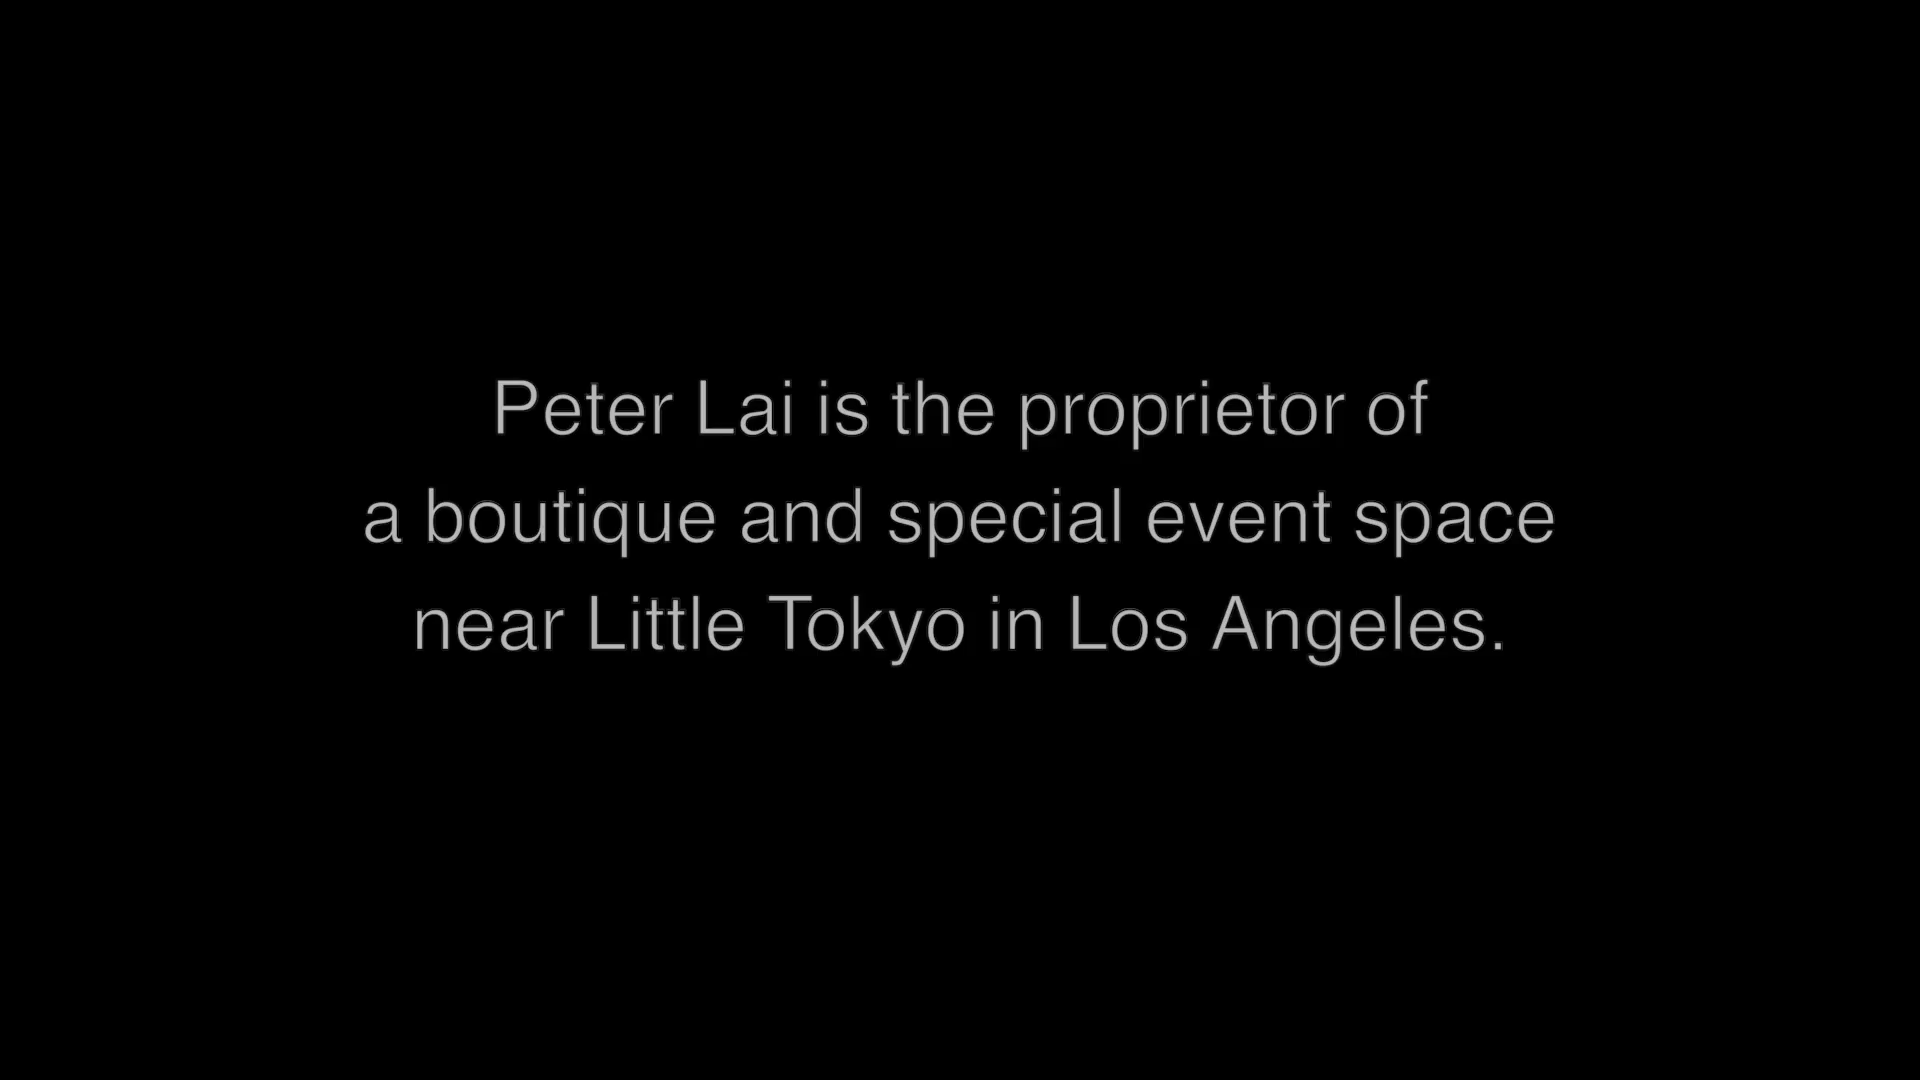 Peter Lai is the proprietor of
a boutique and special event space
near Little Tokyo in Los Angeles.